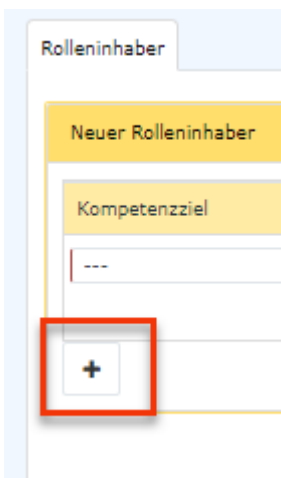 Rolleninhaber
Neuer Rolleninhaber
Kompetenzziel
---
+